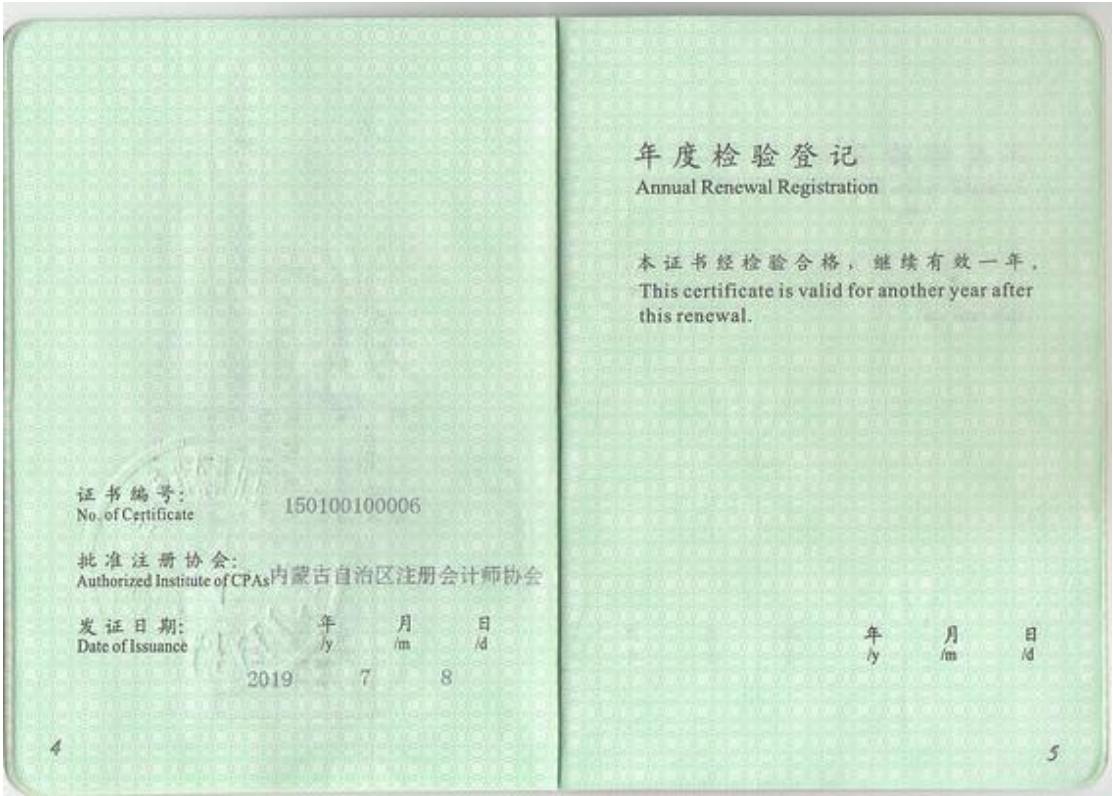 证书编号:
No. of Certificate
150100100006
批准注册协会:
Authorized Institute of CPAs
内蒙古自治区注册会计师协会
发证日期:
Date of Issuance
年 月 日
/y /m /d
2019 7 8
4
年度检验登记
Annual Renewal Registration
本证书经检验合格，继续有效一年。
This certificate is valid for another year after
this renewal.
年 月 日
/y /m /d
5